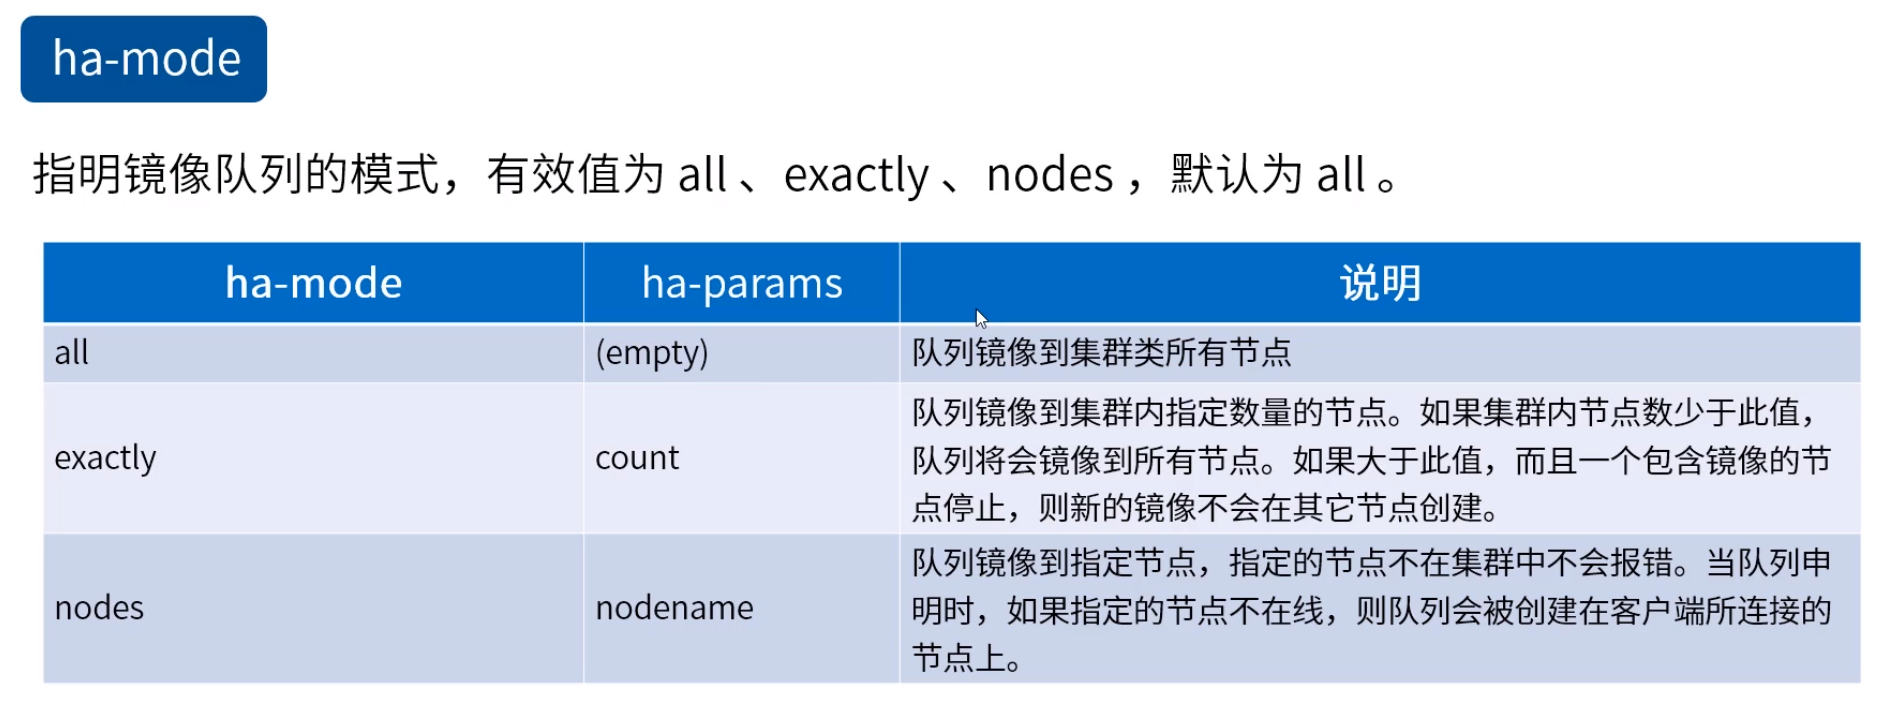 ha-mode
指明镜像队列的模式，有效值为 all 、exactly 、nodes ，默认为 all 。
ha-mode ha-params 说明
all (empty) 队列镜像到集群类所有节点
队列镜像到集群内指定数量的节点。如果集群内节点数少于此值，
exactly count 队列将会镜像到所有节点。如果大于此值，而且一个包含镜像的节
点停止，则新的镜像不会在其它节点创建。
队列镜像到指定节点，指定的节点不在集群中不会报错。当队列申
nodes nodename 明时，如果指定的节点不在线，则队列会被创建在客户端所连接的
节点上。